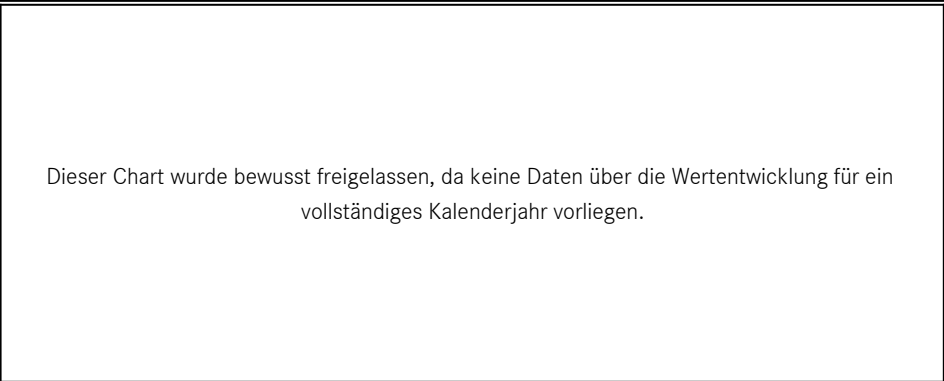 Dieser Chart wurde bewusst freigelassen, da keine Daten über die Wertentwicklung für ein
vollständiges Kalenderjahr vorliegen.